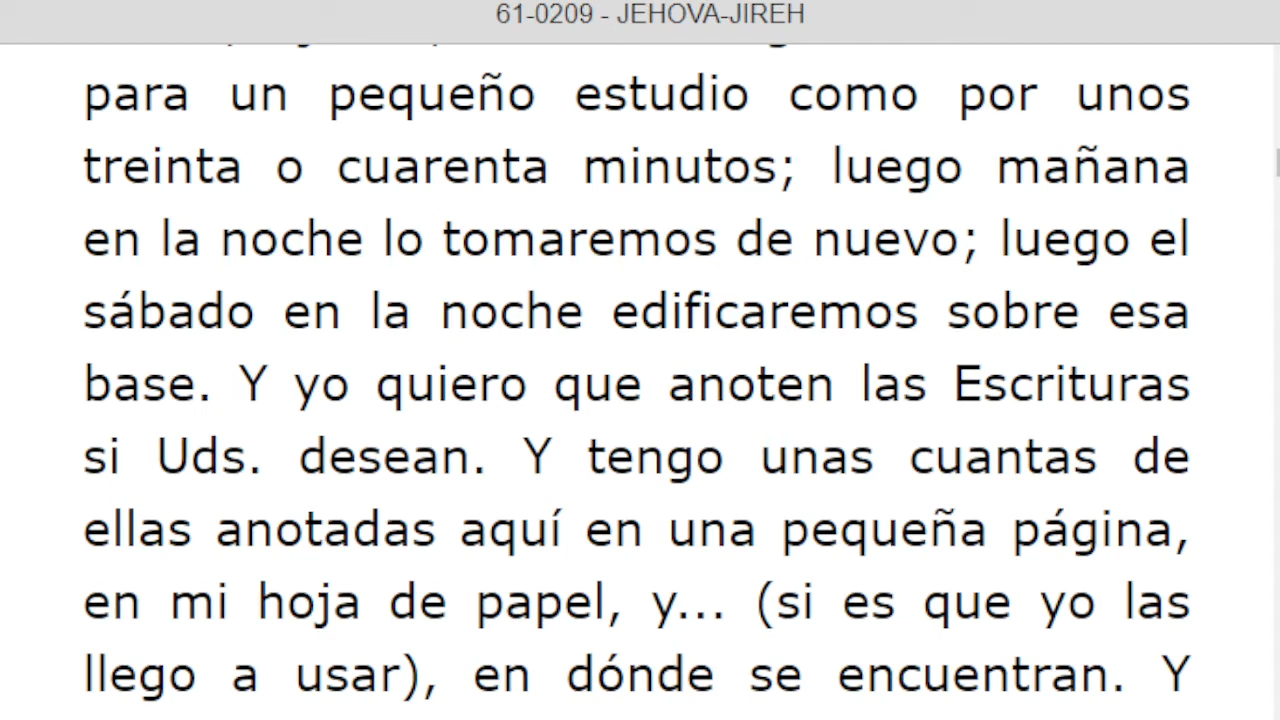 61-0209 - JEHOVA-JIREH
para un pequeño estudio como por unos
treinta o cuarenta minutos; luego mañana
en la noche lo tomaremos de nuevo; luego el
sábado en la noche edificaremos sobre esa
base. Y yo quiero que anoten las Escrituras
si Uds. desean. Y tengo unas cuantas de
ellas anotadas aquí en una pequeña página,
en mi hoja de papel, y... (si es que yo las
llego a usar), en dónde se encuentran. Y